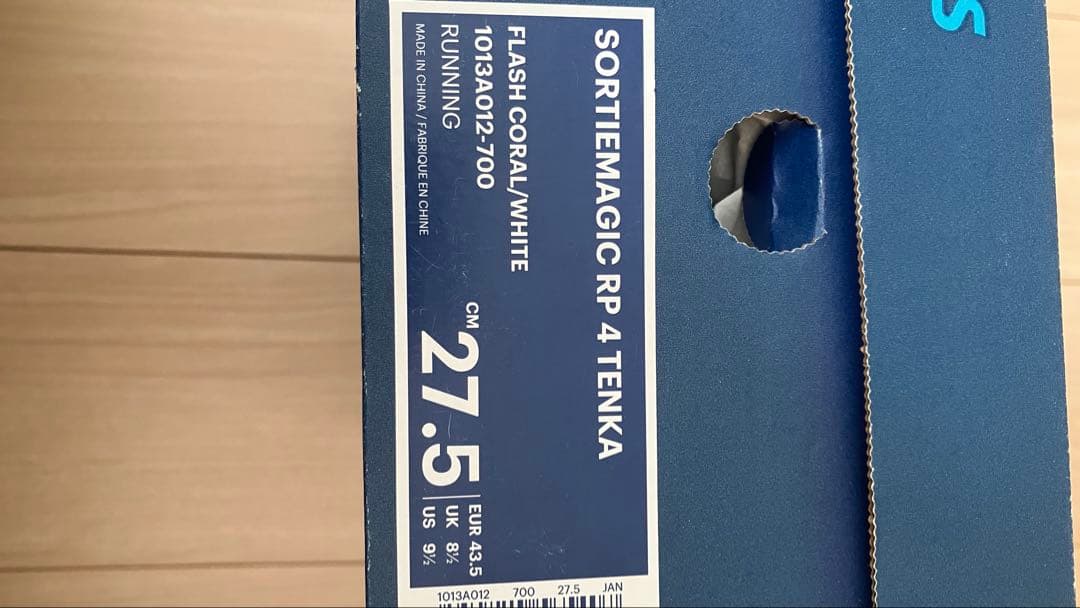 S
SORTIEMAGIC RP 4 TENKA
FLASH CORAL/WHITE
1013A012-700
RUNNING
MADE IN CHINA / FABRIQUE EN CHINE
CM 27.5
EUR 43.5
UK 8½
US 9½
JAN
27.5
700
1013A012